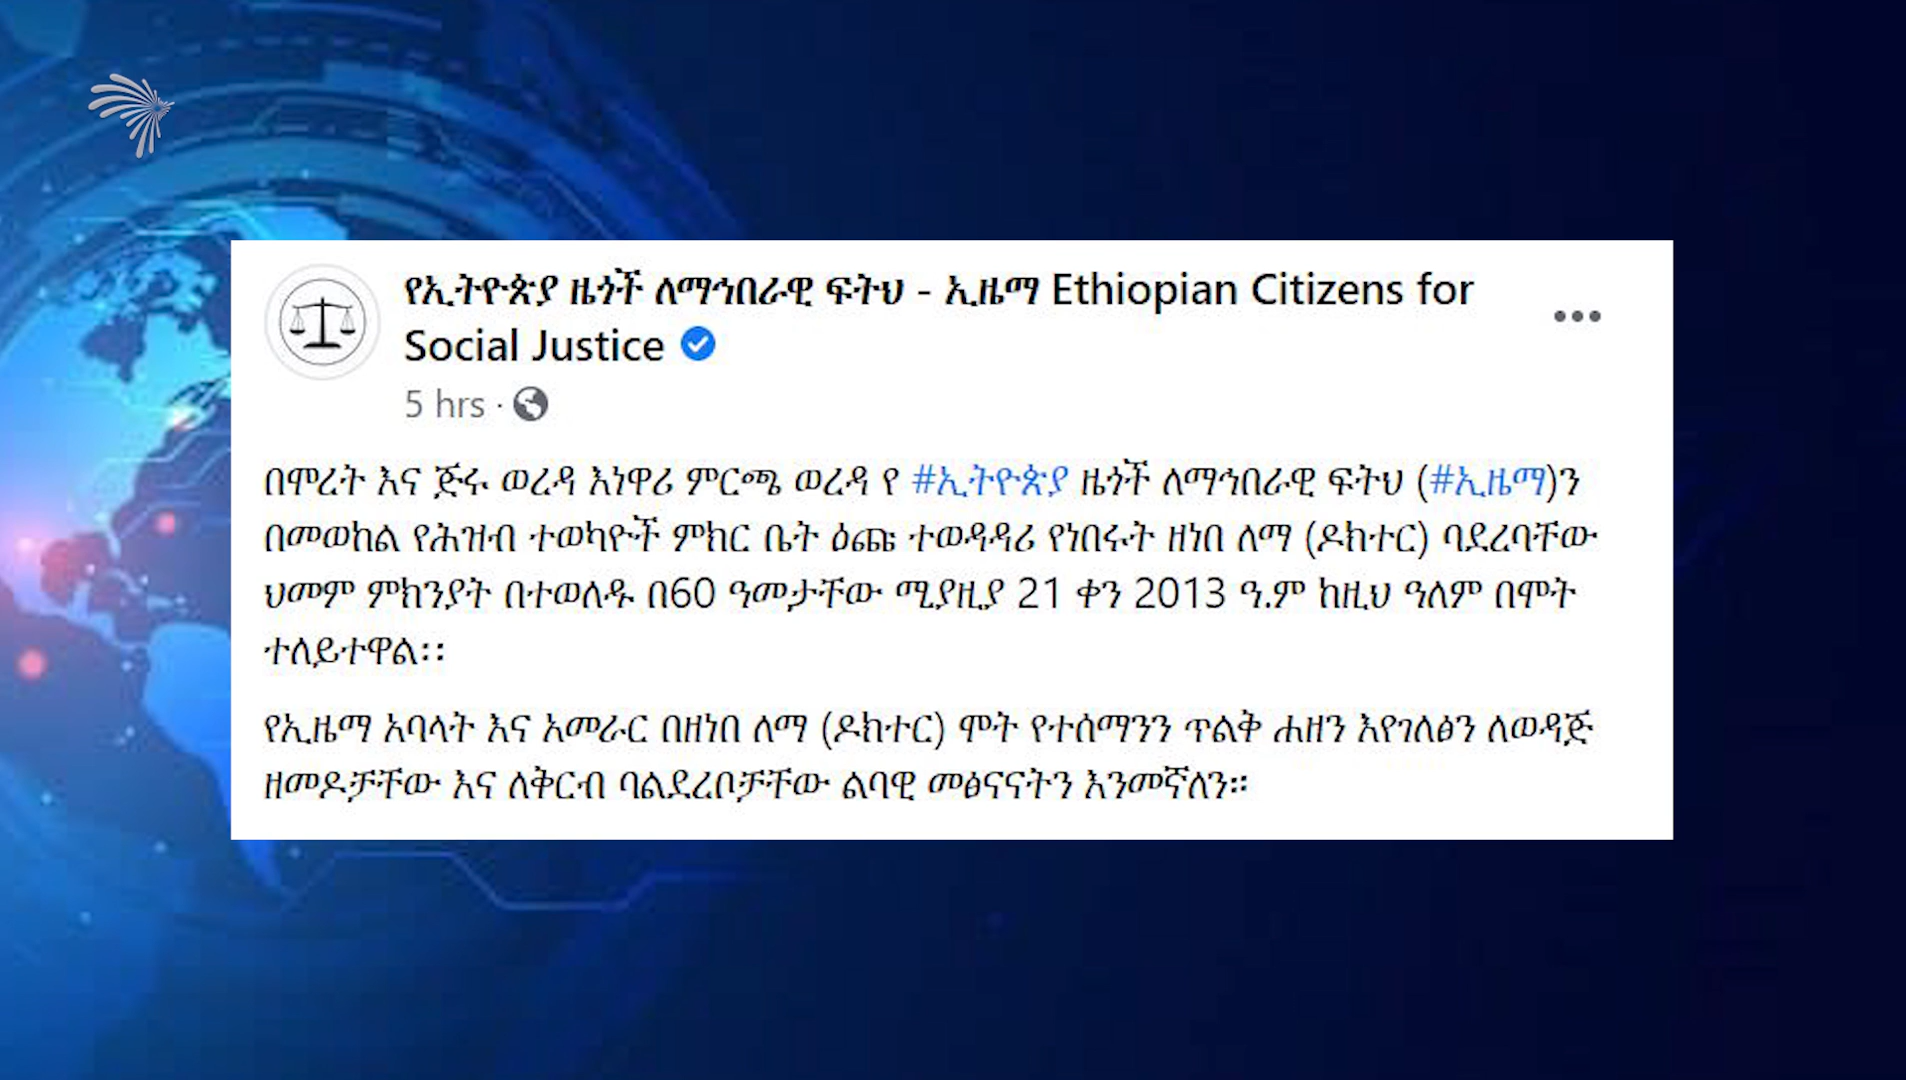 የኢትዮጵያ ዜጎች ለማኅበራዊ ፍትህ - ኢዜማ Ethiopian Citizens for
Social Justice
5 hrs ·
በሞረት እና ጅሩ ወረዳ እነዋሪ ምርጫ ወረዳ የ #ኢትዮጵያ ዜጎች ለማኅበራዊ ፍትህ (#ኢዜማ)ን
በመወከል የሕዝብ ተወካዮች ምክር ቤት ዕጩ ተወዳዳሪ የነበሩት ዘነበ ለማ (ዶክተር) ባደረባቸው
ህመም ምክንያት በተወለዱ በ60 ዓመታቸው ሚያዚያ 21 ቀን 2013 ዓ.ም ከዚህ ዓለም በሞት
ተለይተዋል፡፡
የኢዜማ አባላት እና አመራር በዘነበ ለማ (ዶክተር) ሞት የተሰማንን ጥልቅ ሐዘን እየገለፅን ለወዳጅ
ዘመዶቻቸው እና ለቅርብ ባልደረቦቻቸው ልባዊ መፅናናትን እንመኛለን።